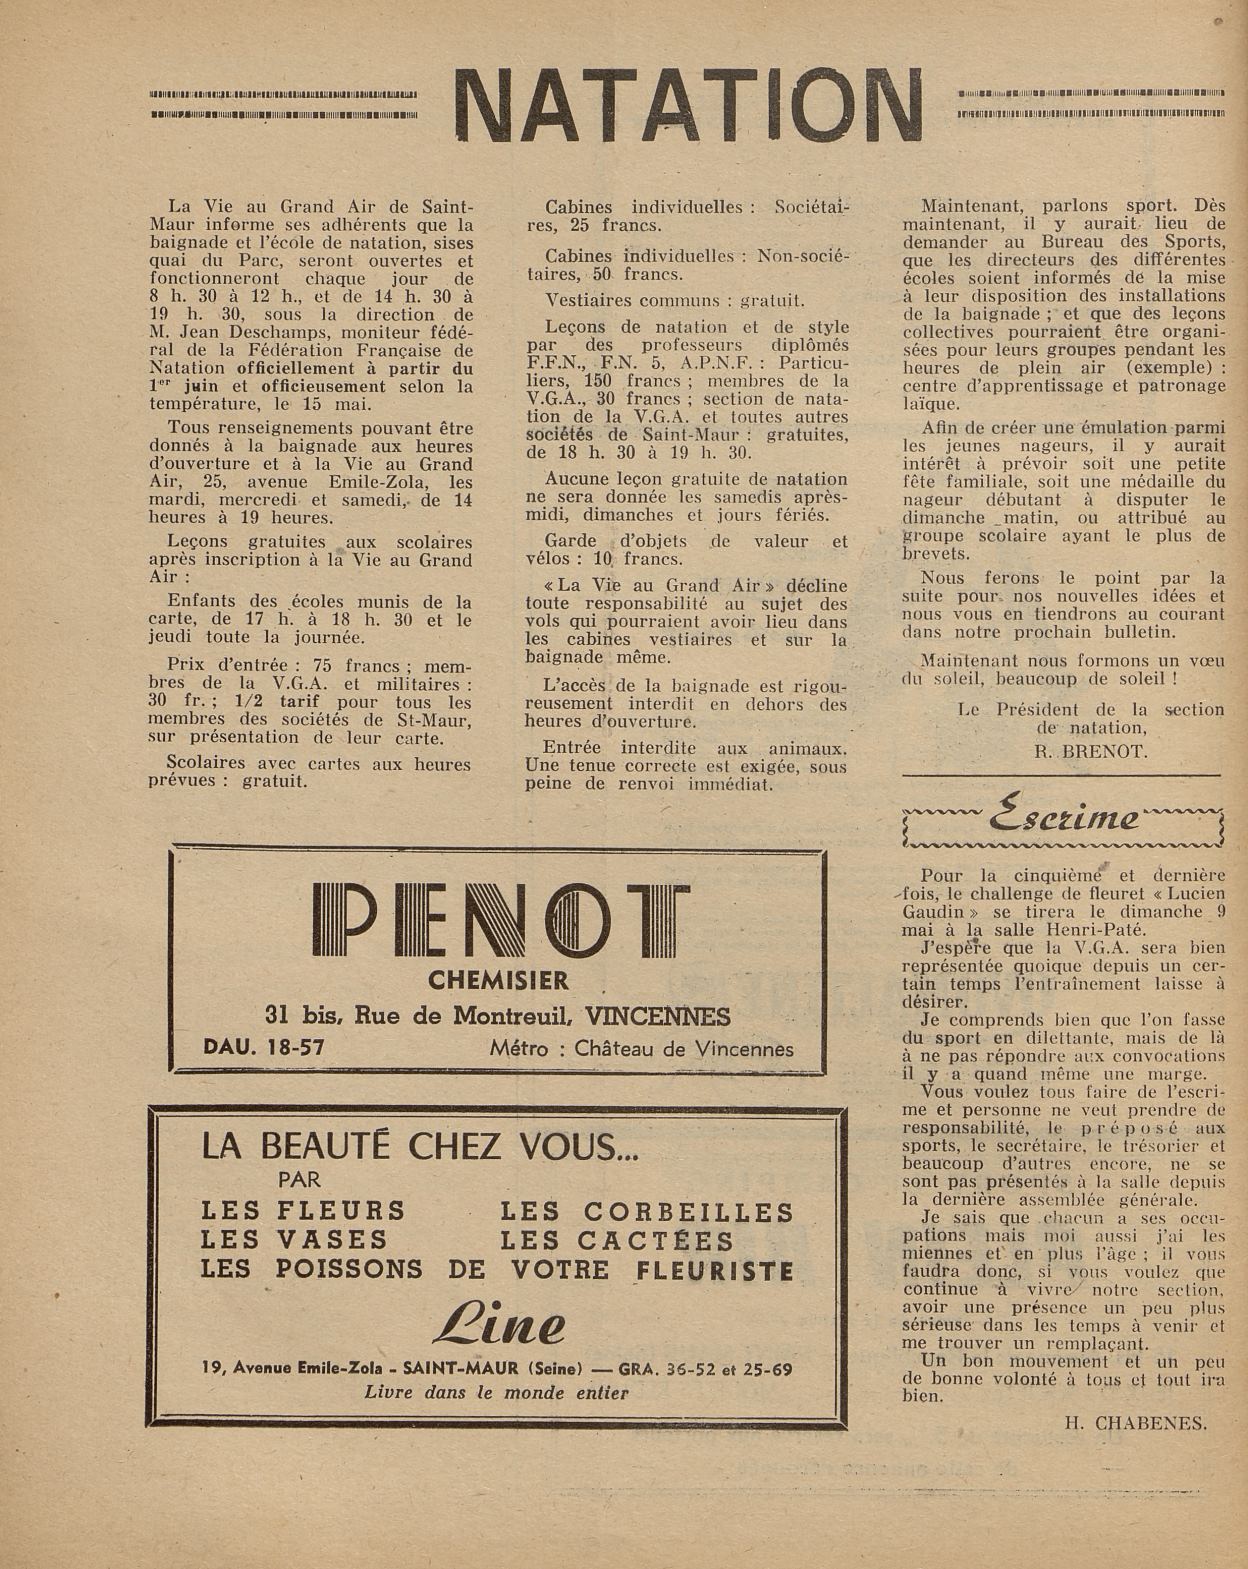 NATATION
La Vie au Grand Air de Saint-
Maur informe ses adhérents que la
baignade et l'école de natation, sises
quai du Parc, seront ouvertes et
fonctionneront chaque jour de
8 h. 30 à 12 h., et de 14 h. 30 à
19 h. 30, sous la direction de
M. Jean Deschamps, moniteur fédé-
ral de la Fédération Française de
Natation officiellement à partir du
1er juin et officieusement selon la
température, le 15 mai.
Tous renseignements pouvant être
donnés à la baignade aux heures
d'ouverture et à la Vie au Grand
Air, 25, avenue Emile-Zola, les
mardi, mercredi et samedi, de 14
heures à 19 heures.
Leçons gratuites aux scolaires
après inscription à la Vie au Grand
Air :
Enfants des écoles munis de la
carte, de 17 h. à 18 h. 30 et le
jeudi toute la journée.
Prix d'entrée : 75 francs ; mem-
bres de la V.G.A. et militaires :
30 fr. ; 1/2 tarif pour tous les
membres des sociétés de St-Maur,
sur présentation de leur carte.
Scolaires avec cartes aux heures
prévues : gratuit.
Cabines individuelles : Sociétai-
res, 25 francs.
Cabines individuelles : Non-socié-
taires, 50 francs.
Vestiaires communs : gratuit.
Leçons de natation et de style
par des professeurs diplômés
F.F.N., F.N. 5, A.P.N.F. : Particu-
liers, 150 francs ; membres de la
V.G.A., 30 francs ; section de nata-
tion de la V.G.A. et toutes autres
sociétés de Saint-Maur : gratuites,
de 18 h. 30 à 19 h. 30.
Aucune leçon gratuite de natation
ne sera donnée les samedis après-
midi, dimanches et jours fériés.
Garde d'objets de valeur et
vélos : 10 francs.
« La Vie au Grand Air » décline
toute responsabilité au sujet des
vols qui pourraient avoir lieu dans
les cabines vestiaires et sur la
baignade même.
L'accès de la baignade est rigou-
reusement interdit en dehors des
heures d'ouverture.
Entrée interdite aux animaux.
Une tenue correcte est exigée, sous
peine de renvoi immédiat.
Maintenant, parlons sport. Dès
maintenant, il y aurait lieu de
demander au Bureau des Sports,
que les directeurs des différentes
écoles soient informés de la mise
à leur disposition des installations
de la baignade ; et que des leçons
collectives pourraient être organi-
sées pour leurs groupes pendant les
heures de plein air (exemple) :
centre d'apprentissage et patronage
laïque.
Afin de créer une émulation parmi
les jeunes nageurs, il y aurait
intérêt à prévoir soit une petite
fête familiale, soit une médaille du
nageur débutant à disputer le
dimanche matin, ou attribué au
groupe scolaire ayant le plus de
brevets.
Nous ferons le point par la
suite pour nos nouvelles idées et
nous vous en tiendrons au courant
dans notre prochain bulletin.
Maintenant nous formons un vœu
du soleil, beaucoup de soleil !
Le Président de la section
de natation,
R. BRENOT.
Escrime
Pour la cinquième et dernière
fois, le challenge de fleuret « Lucien
Gaudin » se tirera le dimanche 9
mai à la salle Henri-Paté.
J'espère que la V.G.A. sera bien
représentée quoique depuis un cer-
tain temps l'entraînement laisse à
désirer.
Je comprends bien que l'on fasse
du sport en dilettante, mais de là
à ne pas répondre aux convocations
il y a quand même une marge.
Vous voulez tous faire de l'escri-
me et personne ne veut prendre de
responsabilité, le préposé aux
sports, le secrétaire, le trésorier et
beaucoup d'autres encore, ne se
sont pas présentés à la salle depuis
la dernière assemblée générale.
Je sais que chacun a ses occu-
pations mais moi aussi j'ai les
miennes et en plus l'âge ; il vous
faudra donc, si vous voulez que
continue à vivre notre section,
avoir une présence un peu plus
sérieuse dans les temps à venir et
me trouver un remplaçant.
Un bon mouvement et un peu
de bonne volonté à tous et tout ira
bien.
H. CHABENES.
PENOT
CHEMISIER
31 bis, Rue de Montreuil, VINCENNES
DAU. 18-57 Métro : Château de Vincennes
LA BEAUTÉ CHEZ VOUS...
PAR
LES FLEURS LES CORBEILLES
LES VASES LES CACTÉES
LES POISSONS DE VOTRE FLEURISTE
Line
19, Avenue Emile-Zola - SAINT-MAUR (Seine) — GRA. 36-52 et 25-69
Livre dans le monde entier